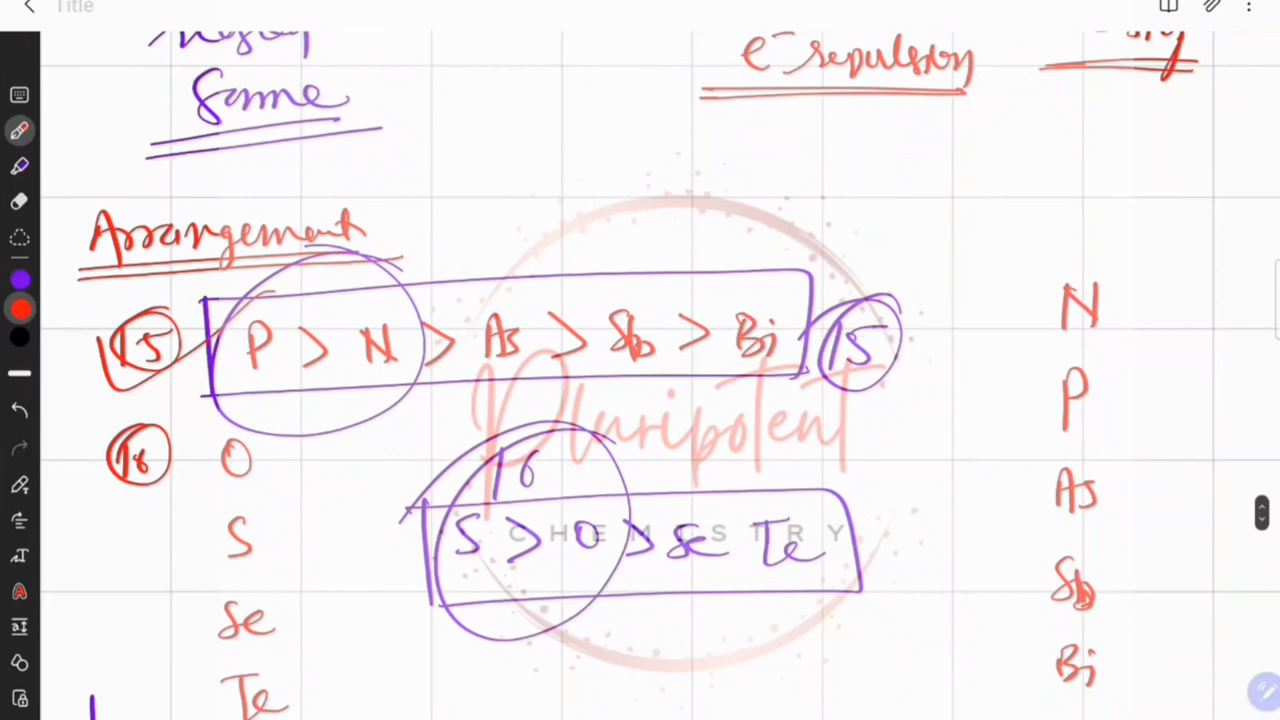 Title
Same
e⁻ repulsion
Arrangement
15 P > N > As > Sb > Bi 15
N
P
As
Sb
Bi
16 O
S
Se
Te
16
S > O > Se Te
Pluripotent
CHEMISTRY